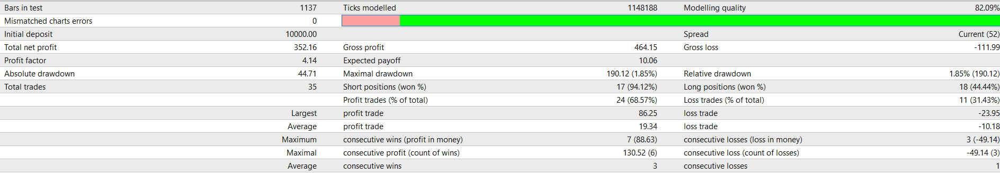 Bars in test 1137 Ticks modelled 1148188 Modelling quality 82.09%
Mismatched charts errors 0
Initial deposit 10000.00 Spread Current (52)
Total net profit 352.16 Gross profit 464.15 Gross loss -111.99
Profit factor 4.14 Expected payoff 10.06
Absolute drawdown 44.71 Maximal drawdown 190.12 (1.85%) Relative drawdown 1.85% (190.12)
Total trades 35 Short positions (won %) 17 (94.12%) Long positions (won %) 18 (44.44%)
Profit trades (% of total) 24 (68.57%) Loss trades (% of total) 11 (31.43%)
Largest profit trade 86.25 loss trade -23.95
Average profit trade 19.34 loss trade -10.18
Maximum consecutive wins (profit in money) 7 (88.63) consecutive losses (loss in money) 3 (-49.14)
Maximal consecutive profit (count of wins) 130.52 (6) consecutive loss (count of losses) -49.14 (3)
Average consecutive wins 3 consecutive losses 1